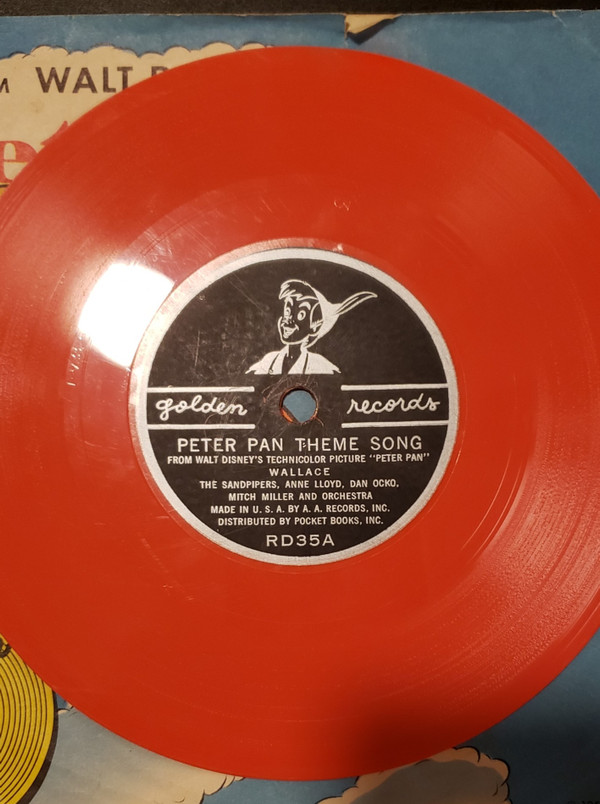 WALT
golden records
PETER PAN THEME SONG
FROM WALT DISNEY'S TECHNICOLOR PICTURE "PETER PAN"
WALLACE
THE SANDPIPERS, ANNE LLOYD, DAN OCKO,
MITCH MILLER AND ORCHESTRA
MADE IN U. S. A. BY A. A. RECORDS, INC.
DISTRIBUTED BY POCKET BOOKS, INC.
RD35A